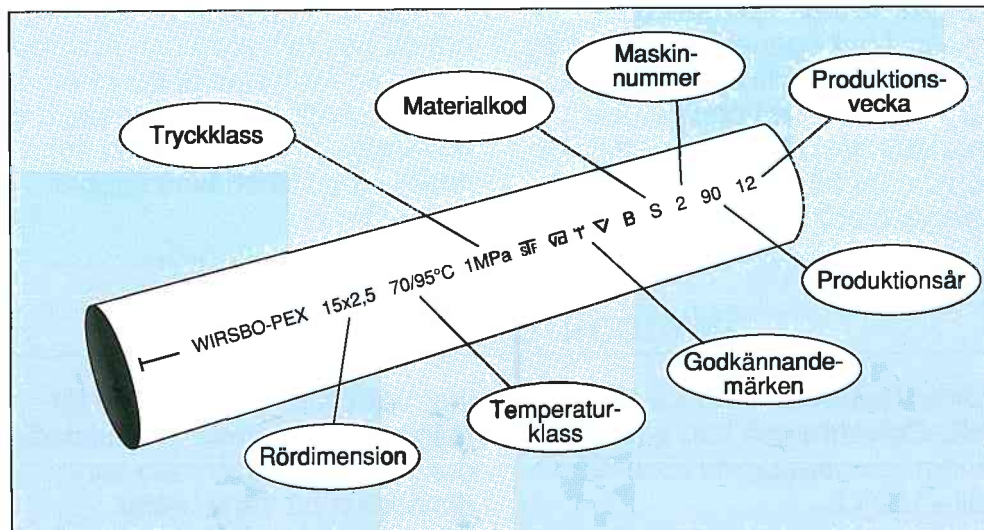 Maskin-
nummer
Produktions-
vecka
Materialkod
Tryckklass
WIRSBO-PEX 15x2,5 70/95°C 1MPa B S 2 90 12
Produktionsår
Godkännande-
märken
Temperatur-
klass
Rördimension